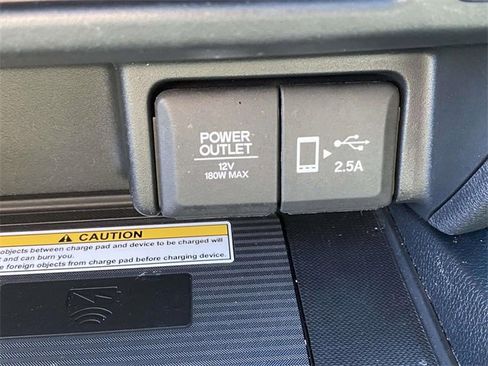 POWER
OUTLET
12V
180W MAX
2.5A
CAUTION
objects between charge pad and device to be charged will
t and can burn you.
e foreign objects from charge pad before charging device.